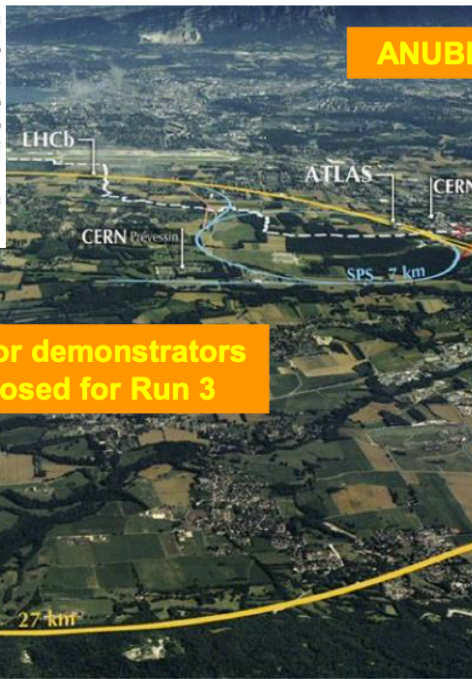 ANUBI
LHCb
ATLAS
CERN
CERN Prévessin
SPS 7 km
or demonstrators
osed for Run 3
27 km